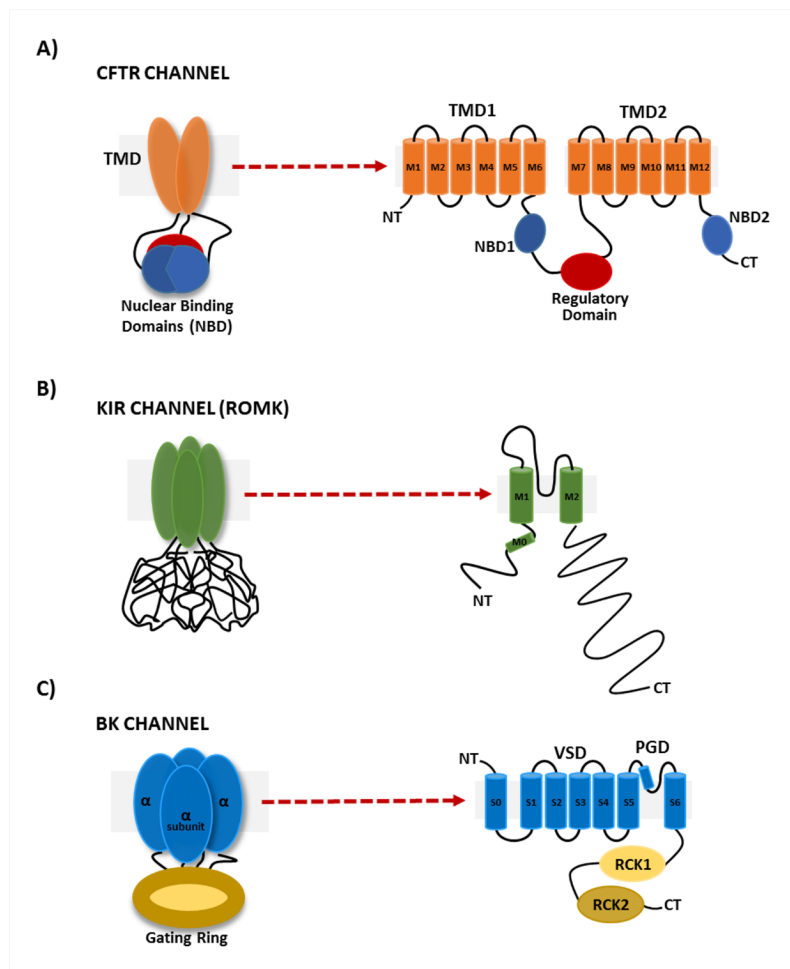 A)
CFTR CHANNEL
TMD
Nuclear Binding
Domains (NBD)
TMD1
TMD2
M1 M2 M3 M4 M5 M6
M7 M8 M9 M10 M11 M12
NT
NBD1
NBD2
CT
Regulatory
Domain
B)
KIR CHANNEL (ROMK)
M1
M2
M0
NT
CT
C)
BK CHANNEL
α
α
α
subunit
Gating Ring
NT
VSD
PGD
S0 S1 S2 S3 S4 S5 S6
RCK1
RCK2
CT